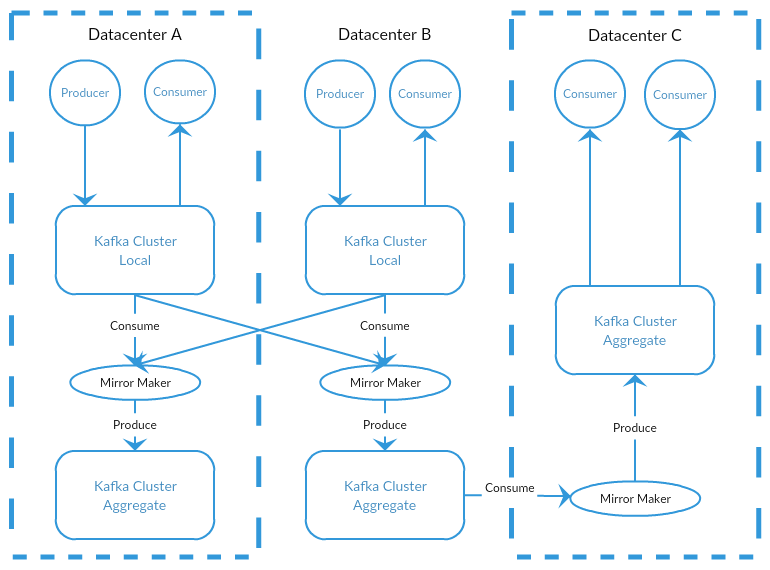 Datacenter A
Datacenter B
Datacenter C
Producer
Consumer
Producer
Consumer
Consumer
Consumer
Kafka Cluster
Local
Kafka Cluster
Local
Kafka Cluster
Aggregate
Consume
Consume
Mirror Maker
Mirror Maker
Produce
Produce
Produce
Kafka Cluster
Aggregate
Kafka Cluster
Aggregate
Consume
Mirror Maker